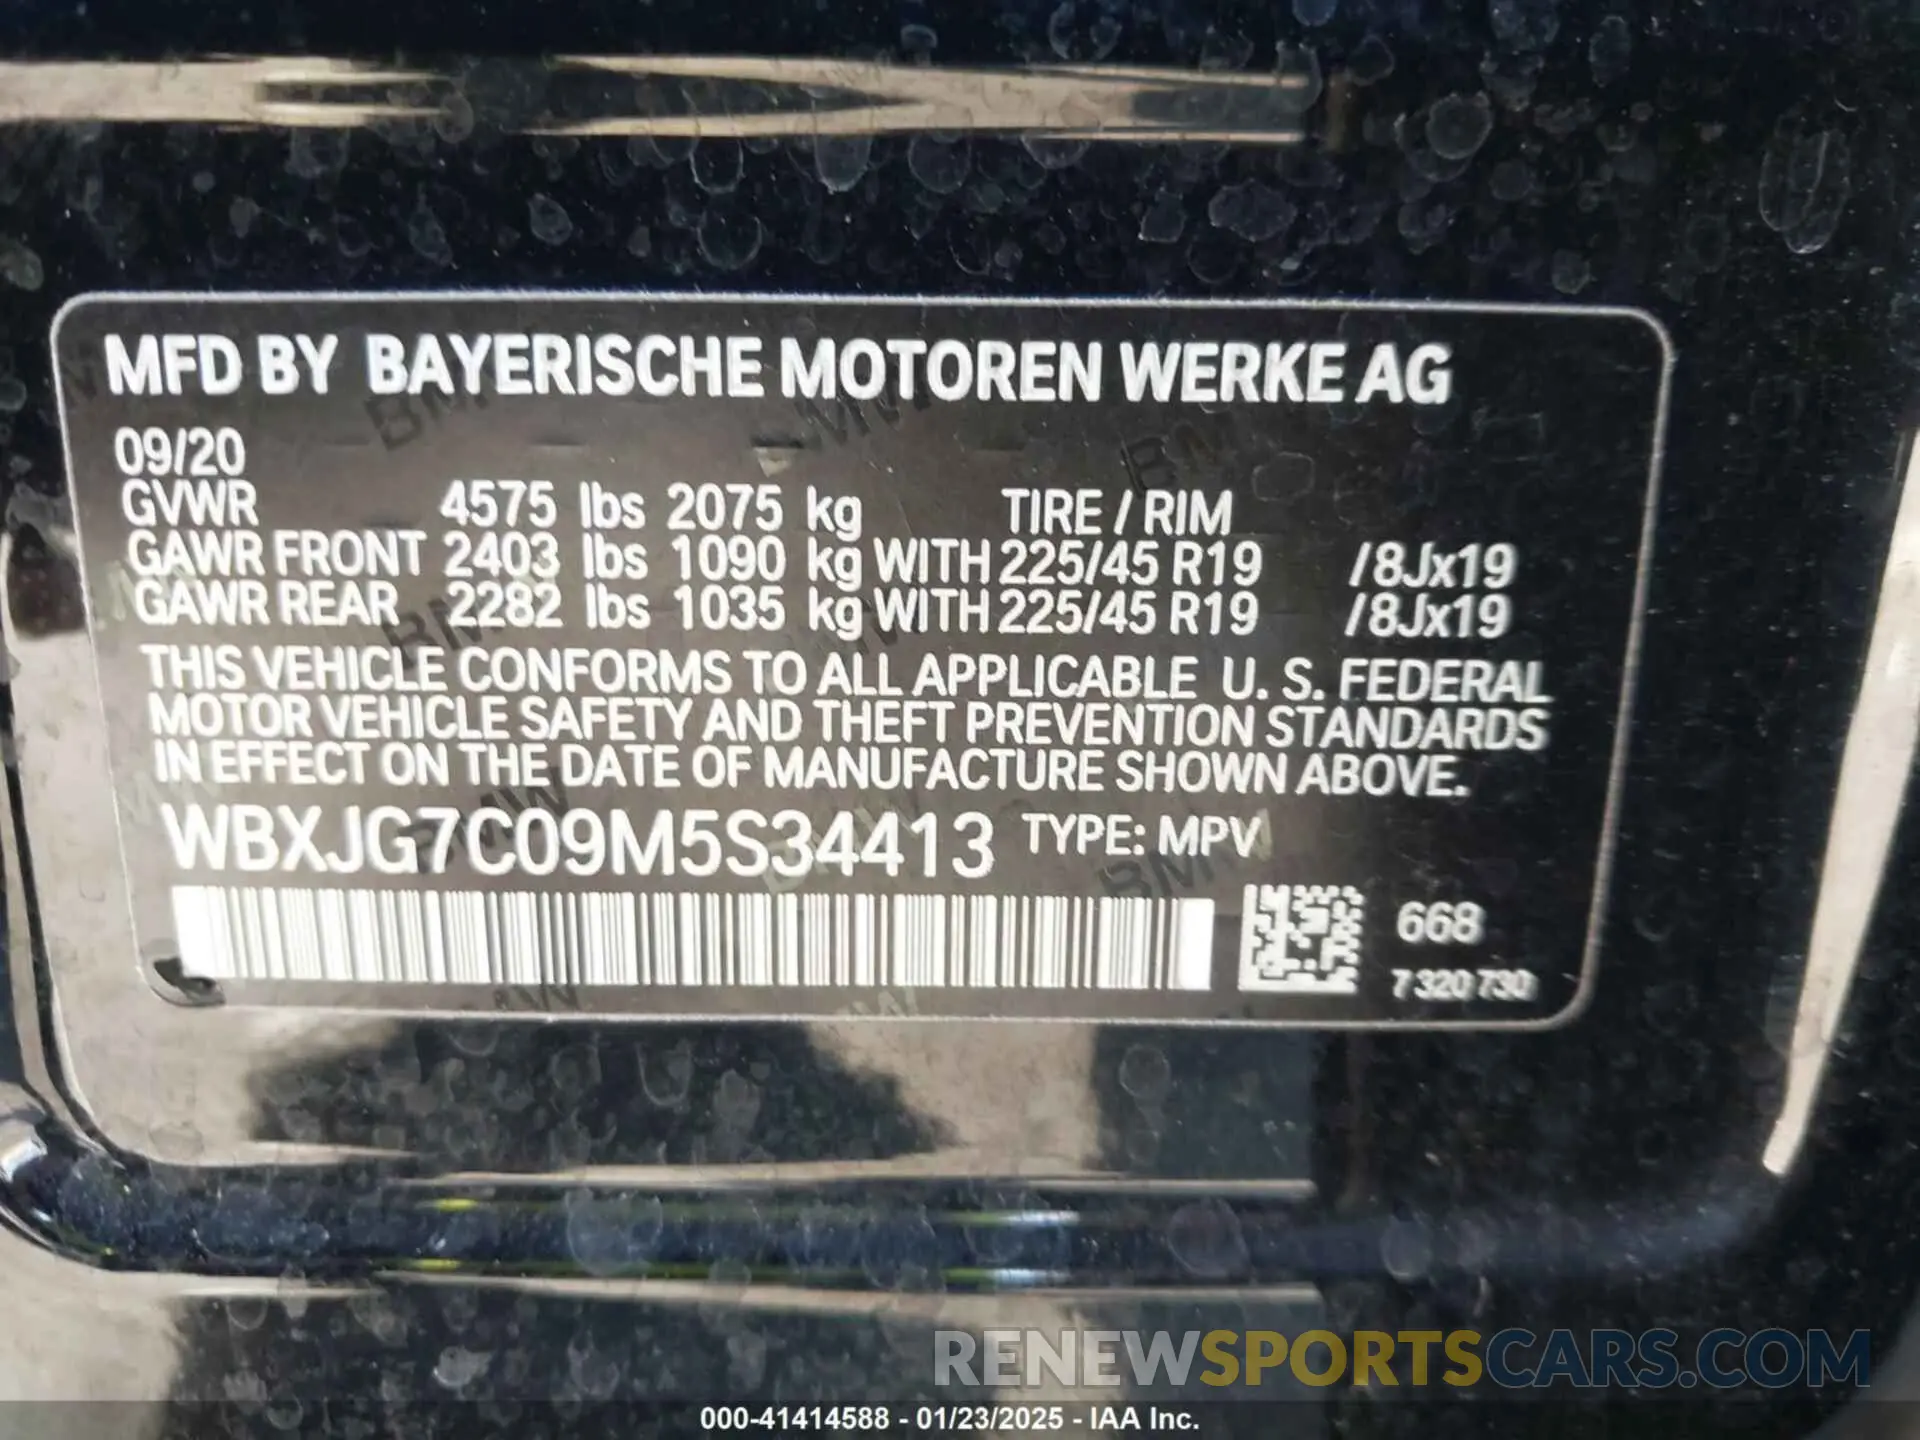 MFD BY BAYERISCHE MOTOREN WERKE AG
09/20
GVWR 4575 lbs 2075 kg TIRE / RIM
GAWR FRONT 2403 lbs 1090 kg WITH 225/45 R19 /8Jx19
GAWR REAR 2282 lbs 1035 kg WITH 225/45 R19 /8Jx19
THIS VEHICLE CONFORMS TO ALL APPLICABLE U. S. FEDERAL
MOTOR VEHICLE SAFETY AND THEFT PREVENTION STANDARDS
IN EFFECT ON THE DATE OF MANUFACTURE SHOWN ABOVE.
WBXJG7C09M5S34413 TYPE: MPV
668
7 320 730
RENEWSPORTSCARS.COM
000-41414588 - 01/23/2025 - IAA Inc.